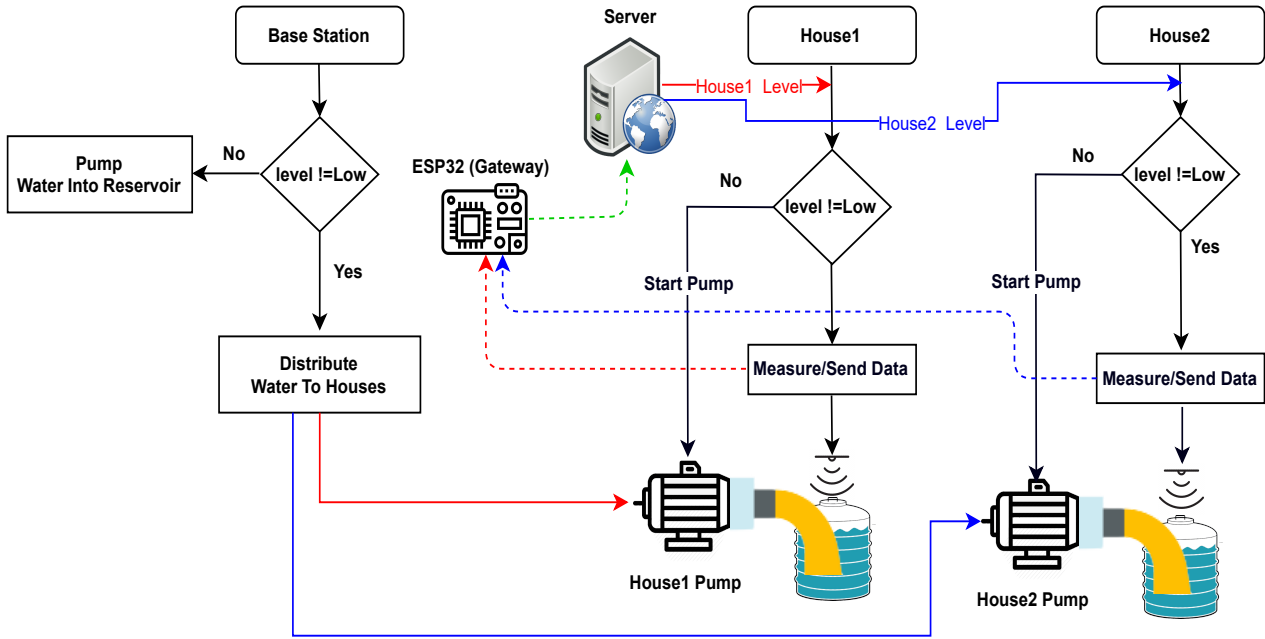 Base Station
Server
House1
House2
House1  Level
House2  Level
No
level !=Low
Pump
Water Into Reservoir
ESP32 (Gateway)
No
level !=Low
No
level !=Low
Yes
Yes
Start Pump
Start Pump
Distribute
Water To Houses
Measure/Send Data
Measure/Send Data
House1 Pump
House2 Pump